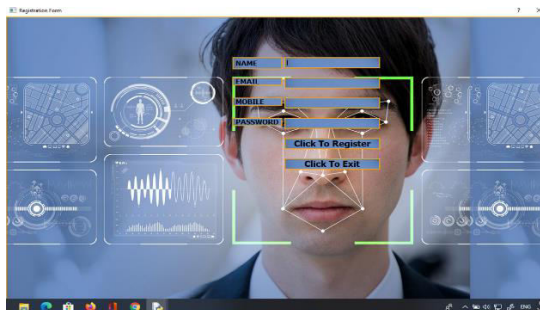 Registration Form
NAME
EMAIL
MOBILE
PASSWORD
Click To Register
Click To Exit
ENG